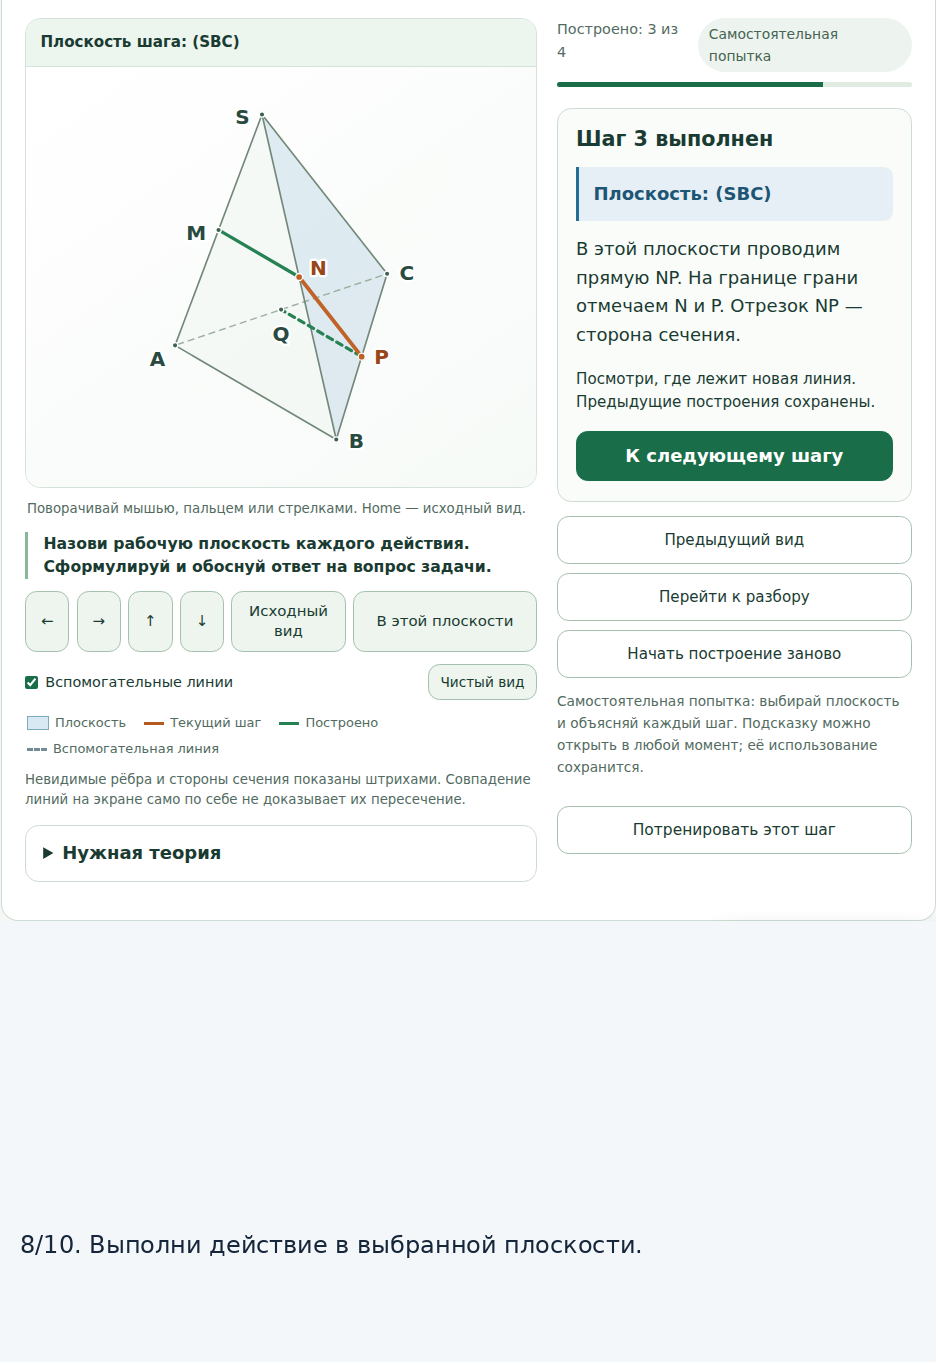 Плоскость шага: (SBC)
S
M
N
C
Q
A
P
B
Поворачивай мышью, пальцем или стрелками. Home — исходный вид.
Назови рабочую плоскость каждого действия.
Сформулируй и обоснуй ответ на вопрос задачи.
← → ↑ ↓ Исходный вид В этой плоскости
Вспомогательные линии
Чистый вид
Плоскость Текущий шаг Построено
Вспомогательная линия
Невидимые рёбра и стороны сечения показаны штрихами. Совпадение
линий на экране само по себе не доказывает их пересечение.
▶ Нужная теория
Построено: 3 из
4
Самостоятельная
попытка
Шаг 3 выполнен
Плоскость: (SBC)
В этой плоскости проводим
прямую NP. На границе грани
отмечаем N и P. Отрезок NP —
сторона сечения.
Посмотри, где лежит новая линия.
Предыдущие построения сохранены.
К следующему шагу
Предыдущий вид
Перейти к разбору
Начать построение заново
Самостоятельная попытка: выбирай плоскость
и объясняй каждый шаг. Подсказку можно
открыть в любой момент; её использование
сохранится.
Потренировать этот шаг
8/10. Выполни действие в выбранной плоскости.